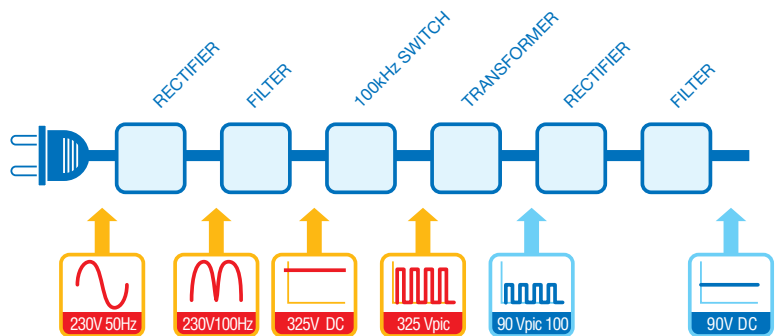 RECTIFIER
FILTER
100kHz SWITCH
TRANSFORMER
RECTIFIER
FILTER
230V 50Hz
230V100Hz
325V DC
325 Vpic
90 Vpic 100
90V DC